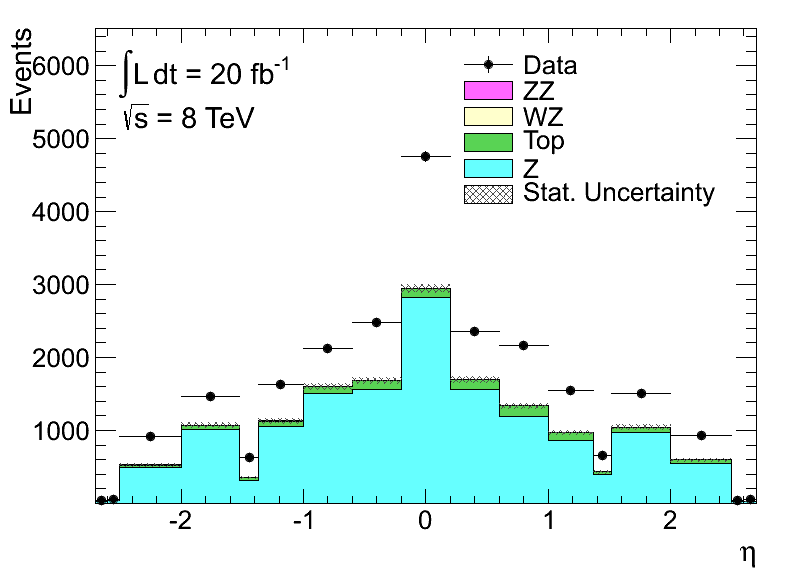 Events
∫L dt = 20 fb-1
√s = 8 TeV
Data
ZZ
WZ
Top
Z
Stat. Uncertainty
6000
5000
4000
3000
2000
1000
-2 -1 0 1 2
η